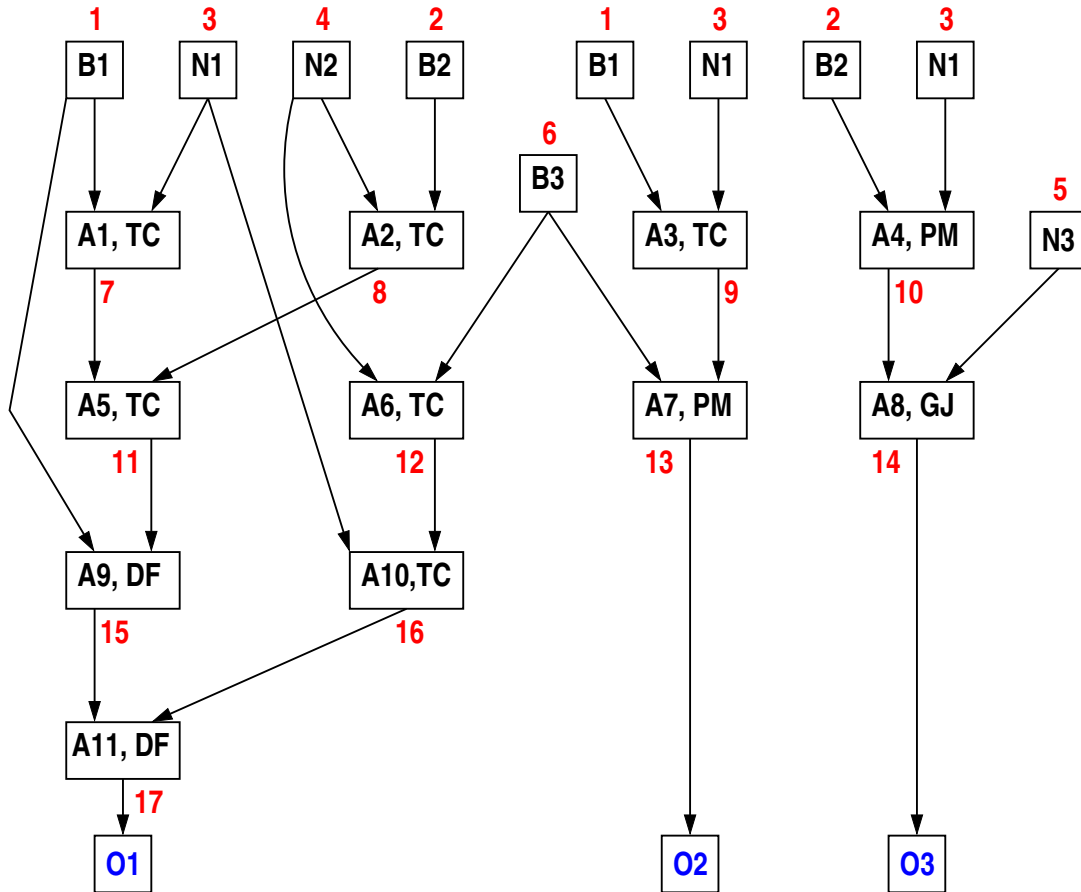 1 3 4 2 1 3 2 3
B1 N1 N2 B2 B1 N1 B2 N1
6
B3
5
A1, TC A2, TC A3, TC A4, PM N3
7 8 9 10
A5, TC A6, TC A7, PM A8, GJ
11 12 13 14
A9, DF A10,TC
15 16
A11, DF
17
O1 O2 O3